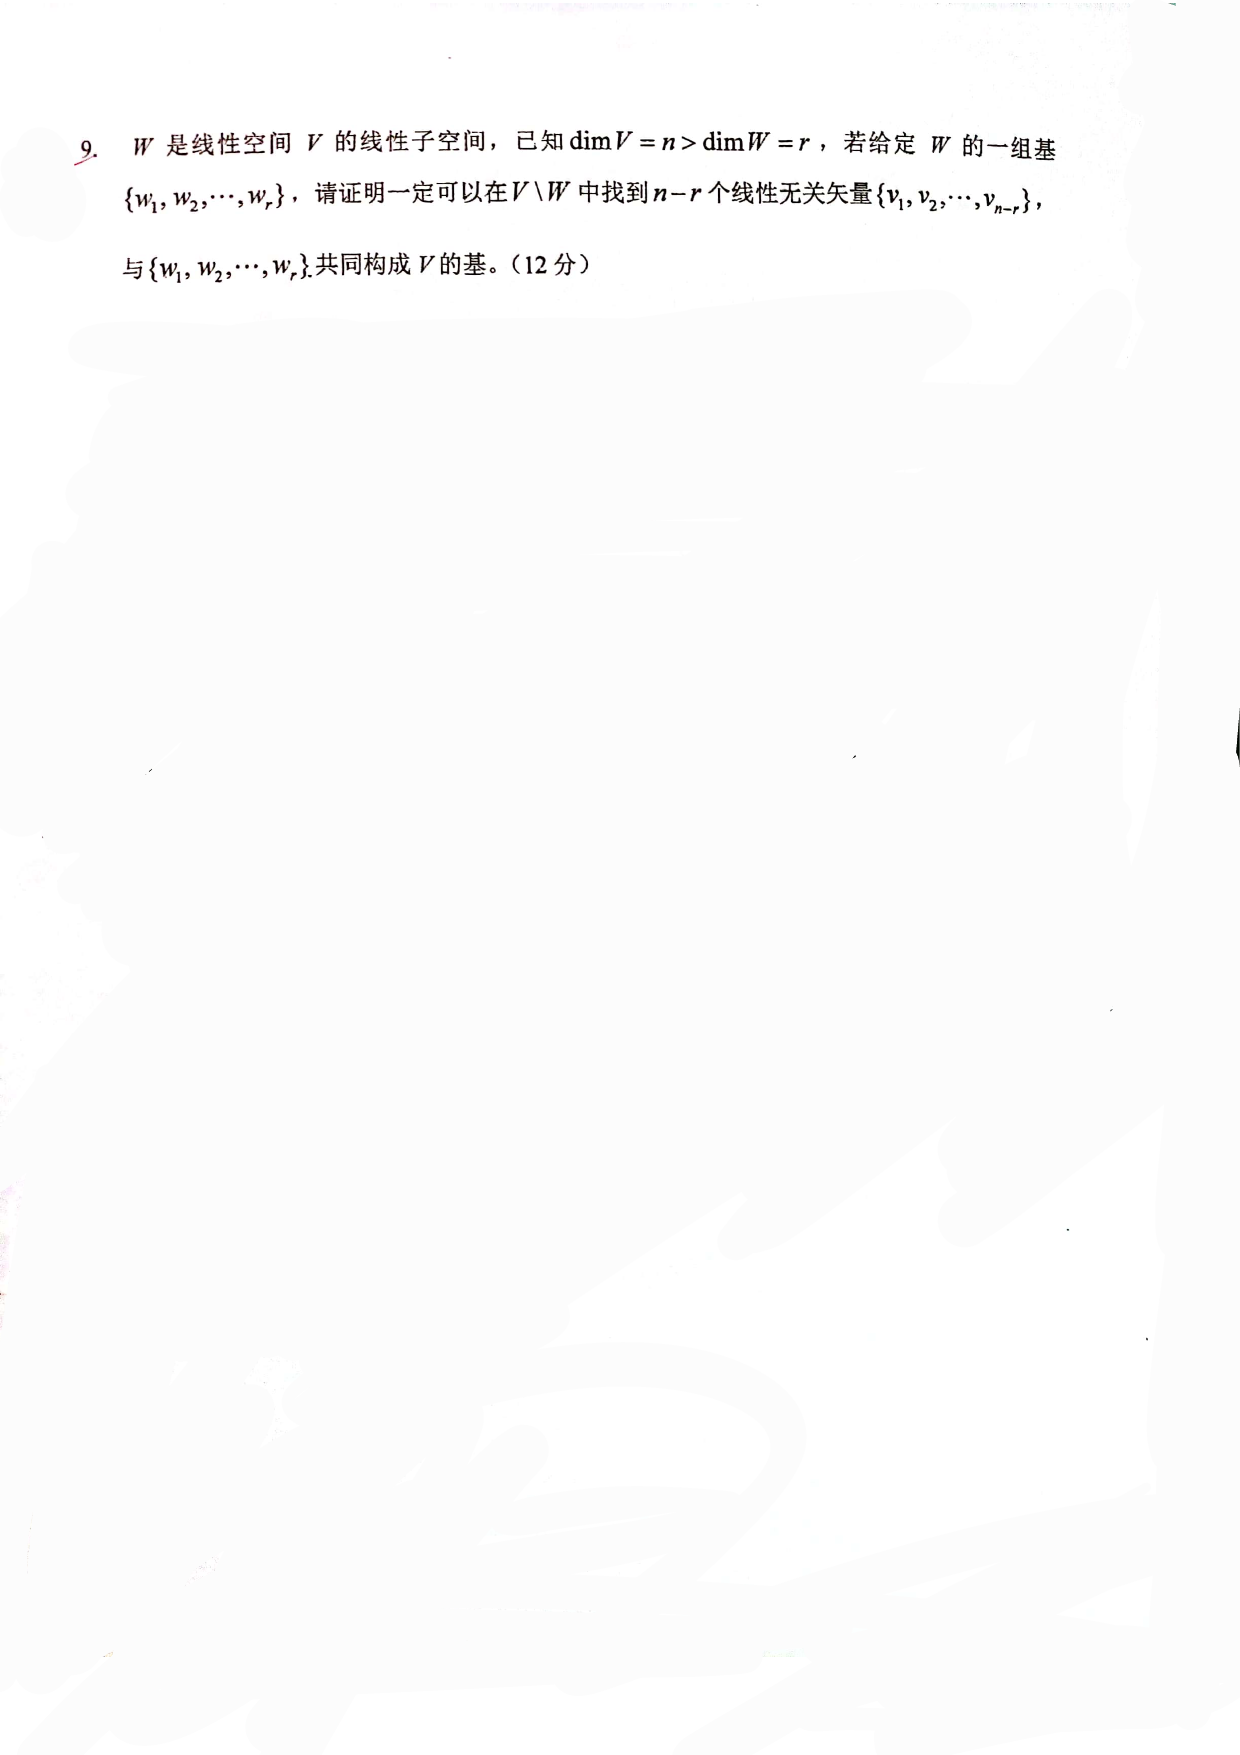 9. W 是线性空间 V 的线性子空间，已知 dim V = n > dim W = r ，若给定 W 的一组基
{w₁, w₂,⋯, wᵣ}，请证明一定可以在 V \ W 中找到 n－r 个线性无关矢量{v₁, v₂,⋯, vₙ₋ᵣ}，
与{w₁, w₂,⋯, wᵣ}共同构成 V 的基。（12 分）